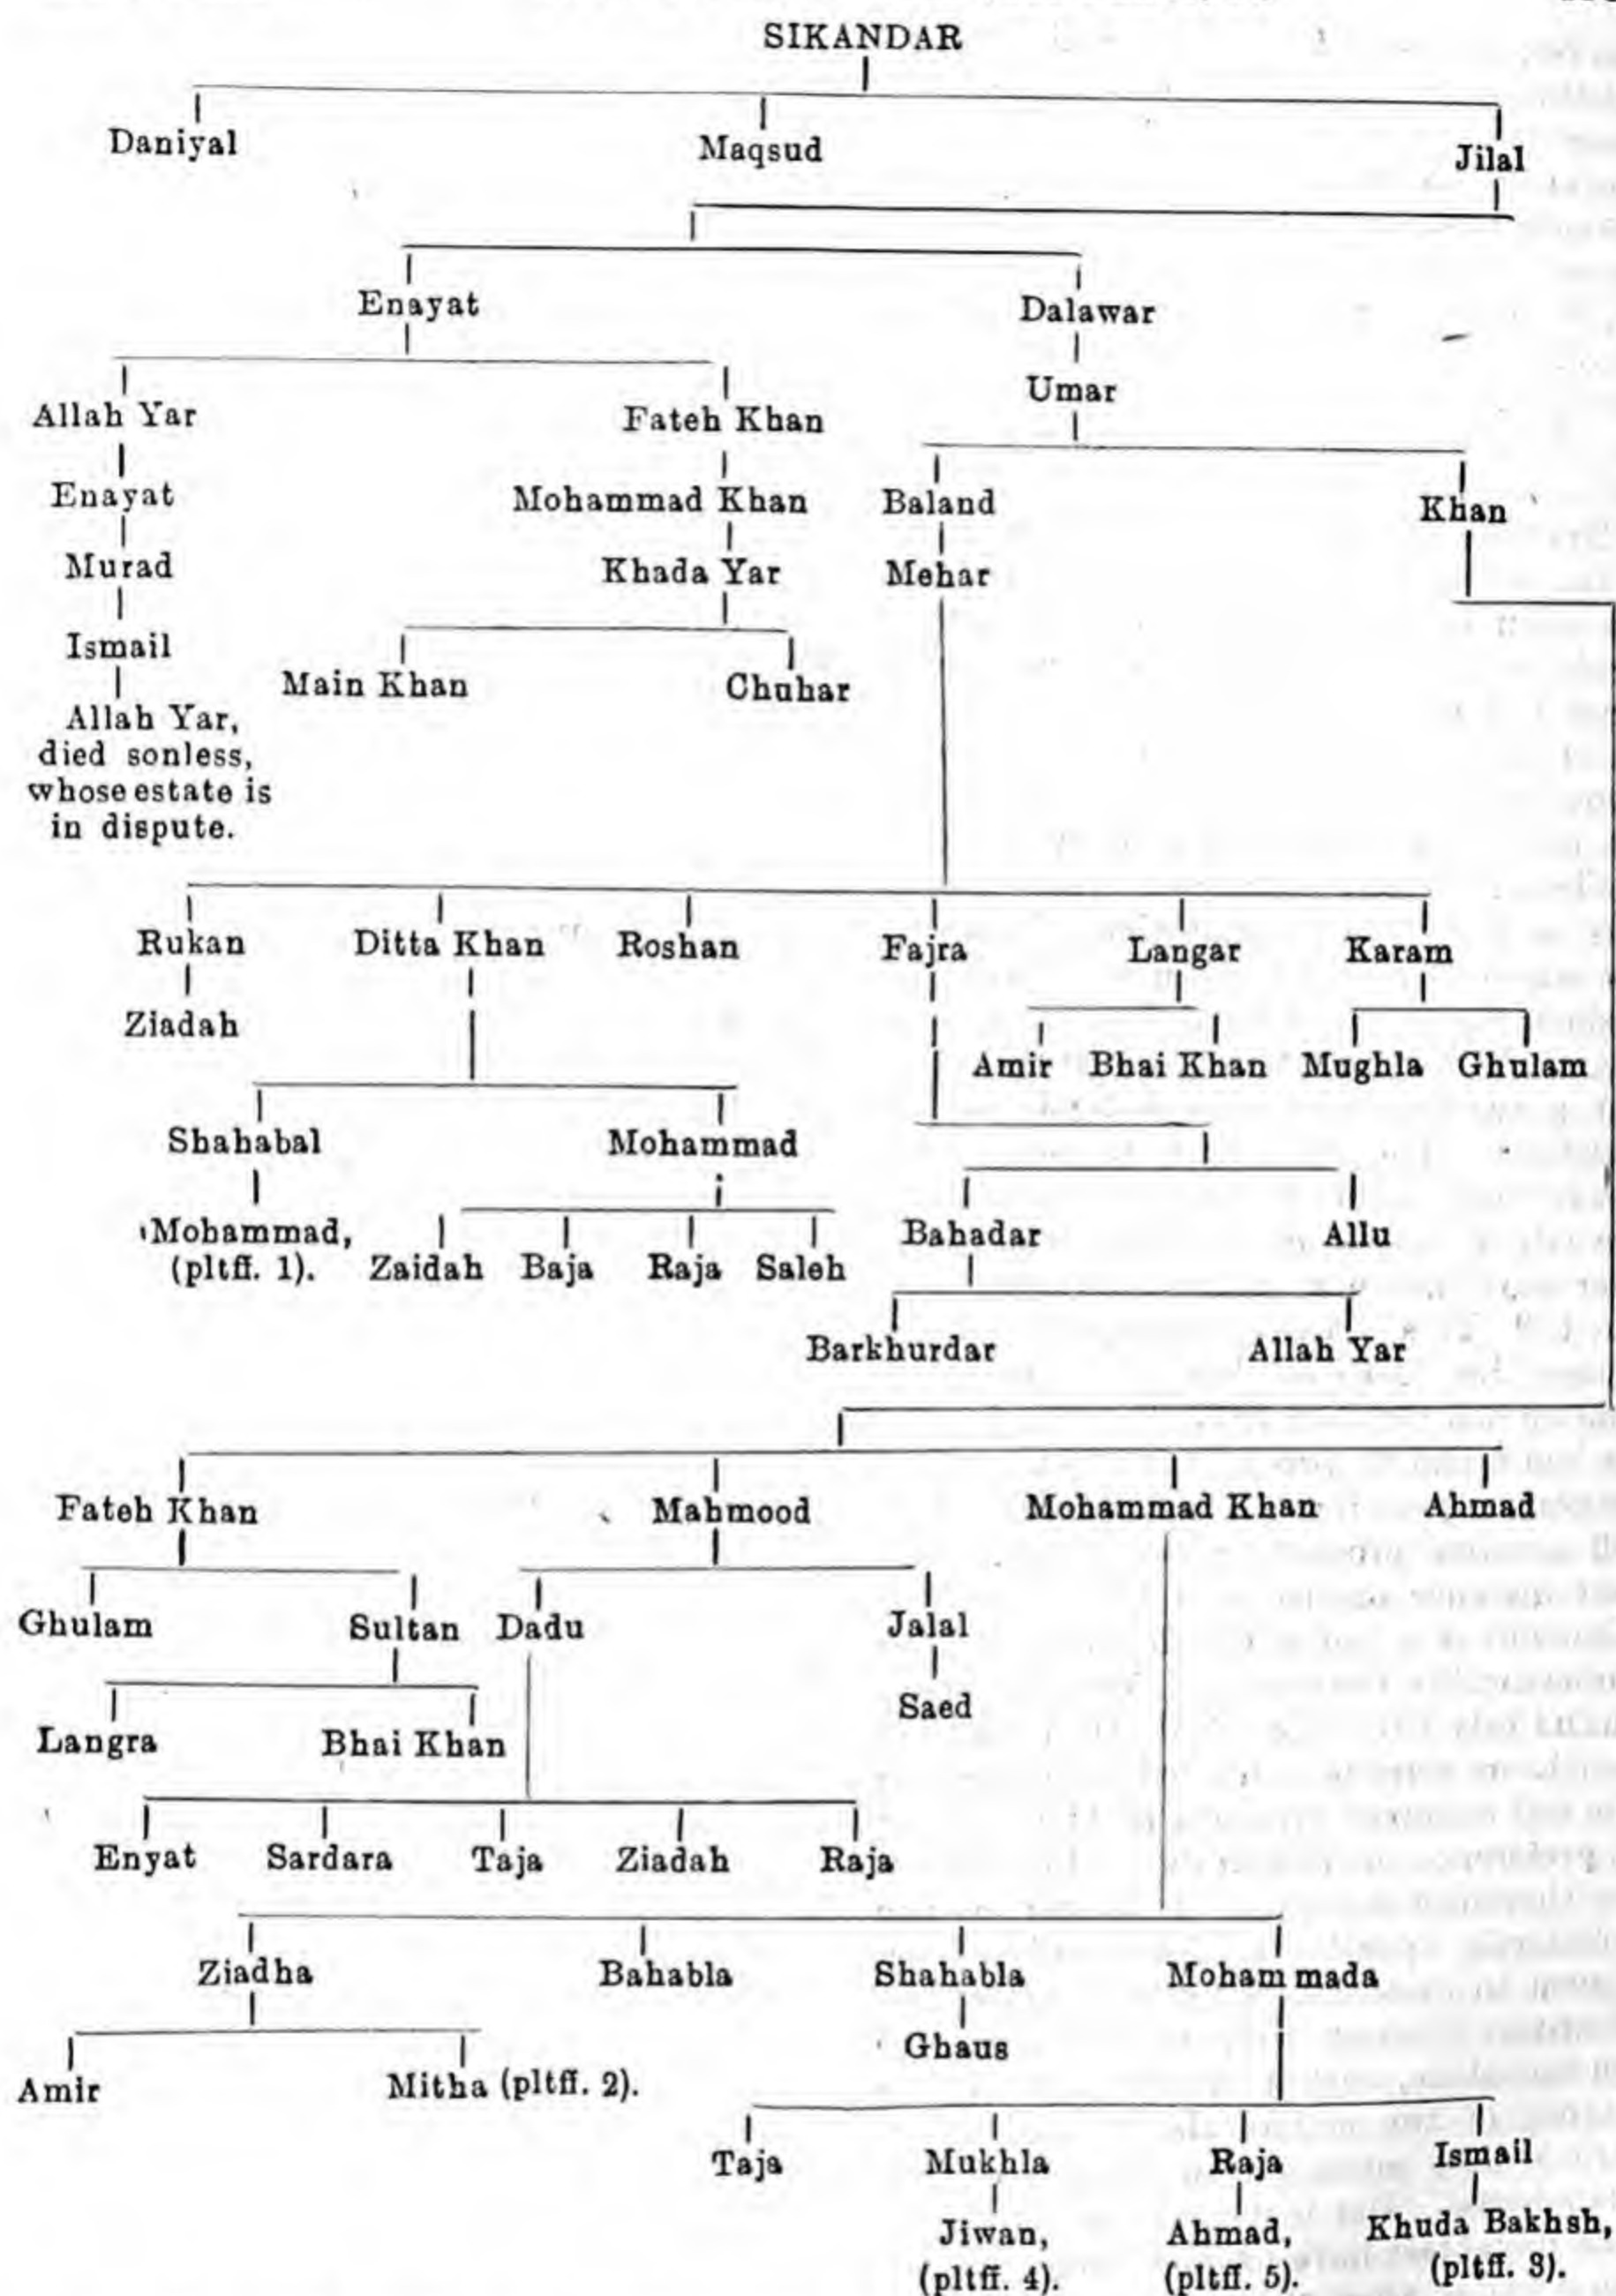 SIKANDAR
Daniyal Maqsud Jilal
Enayat Dalawar
Umar
Allah Yar Fateh Khan
Enayat Mohammad Khan Baland Khan
Murad Khada Yar Mehar
Ismail
Main Khan Chuhar
Allah Yar,
died sonless,
whose estate is
in dispute.
Rukan Ditta Khan Roshan Fajra Langar Karam
Ziadah
Amir Bhai Khan Mughla Ghulam
Shahabal Mohammad
Mohammad, Bahadar Allu
(pltff. 1). Zaidah Baja Raja Saleh
Barkhurdar Allah Yar
Fateh Khan Mahmood Mohammad Khan Ahmad
Ghulam Sultan Dadu Jalal
Saed
Langra Bhai Khan
Enyat Sardara Taja Ziadah Raja
Ziadha Bahabla Shahabla Mohammada
Ghaus
Amir Mitha (pltff. 2).
Taja Mukhla Raja Ismail
Jiwan, Ahmad, Khuda Bakhsh,
(pltff. 4). (pltff. 5). (pltff. 3).